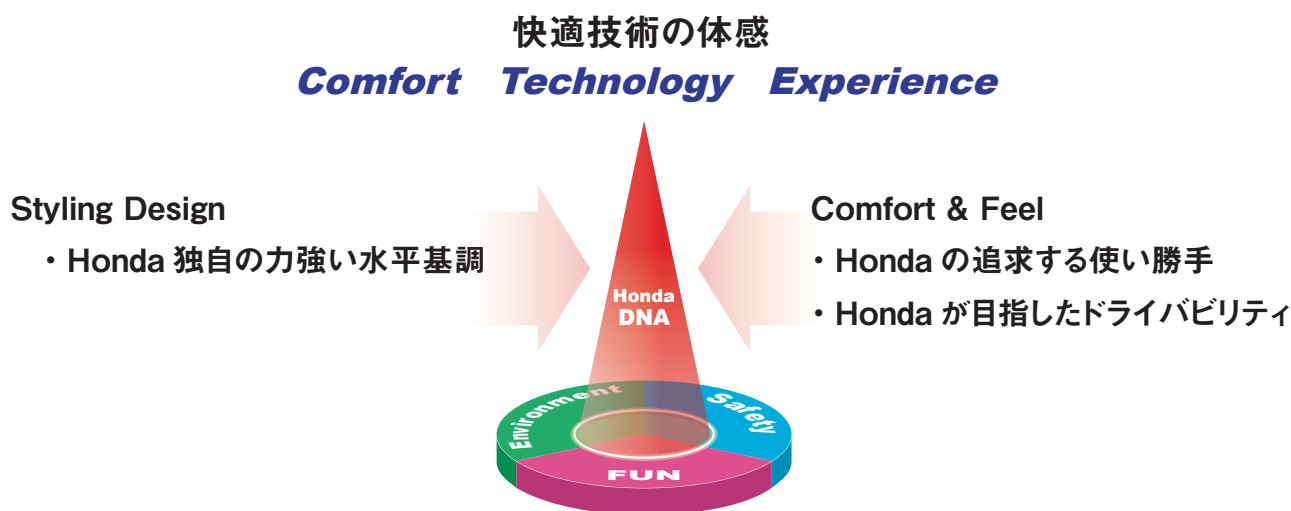 快適技術の体感
Comfort Technology Experience
Styling Design
・Honda 独自の力強い水平基調
Comfort & Feel
・Honda の追求する使い勝手
・Honda が目指したドライバビリティ
Honda
DNA
Environment
Safety
FUN